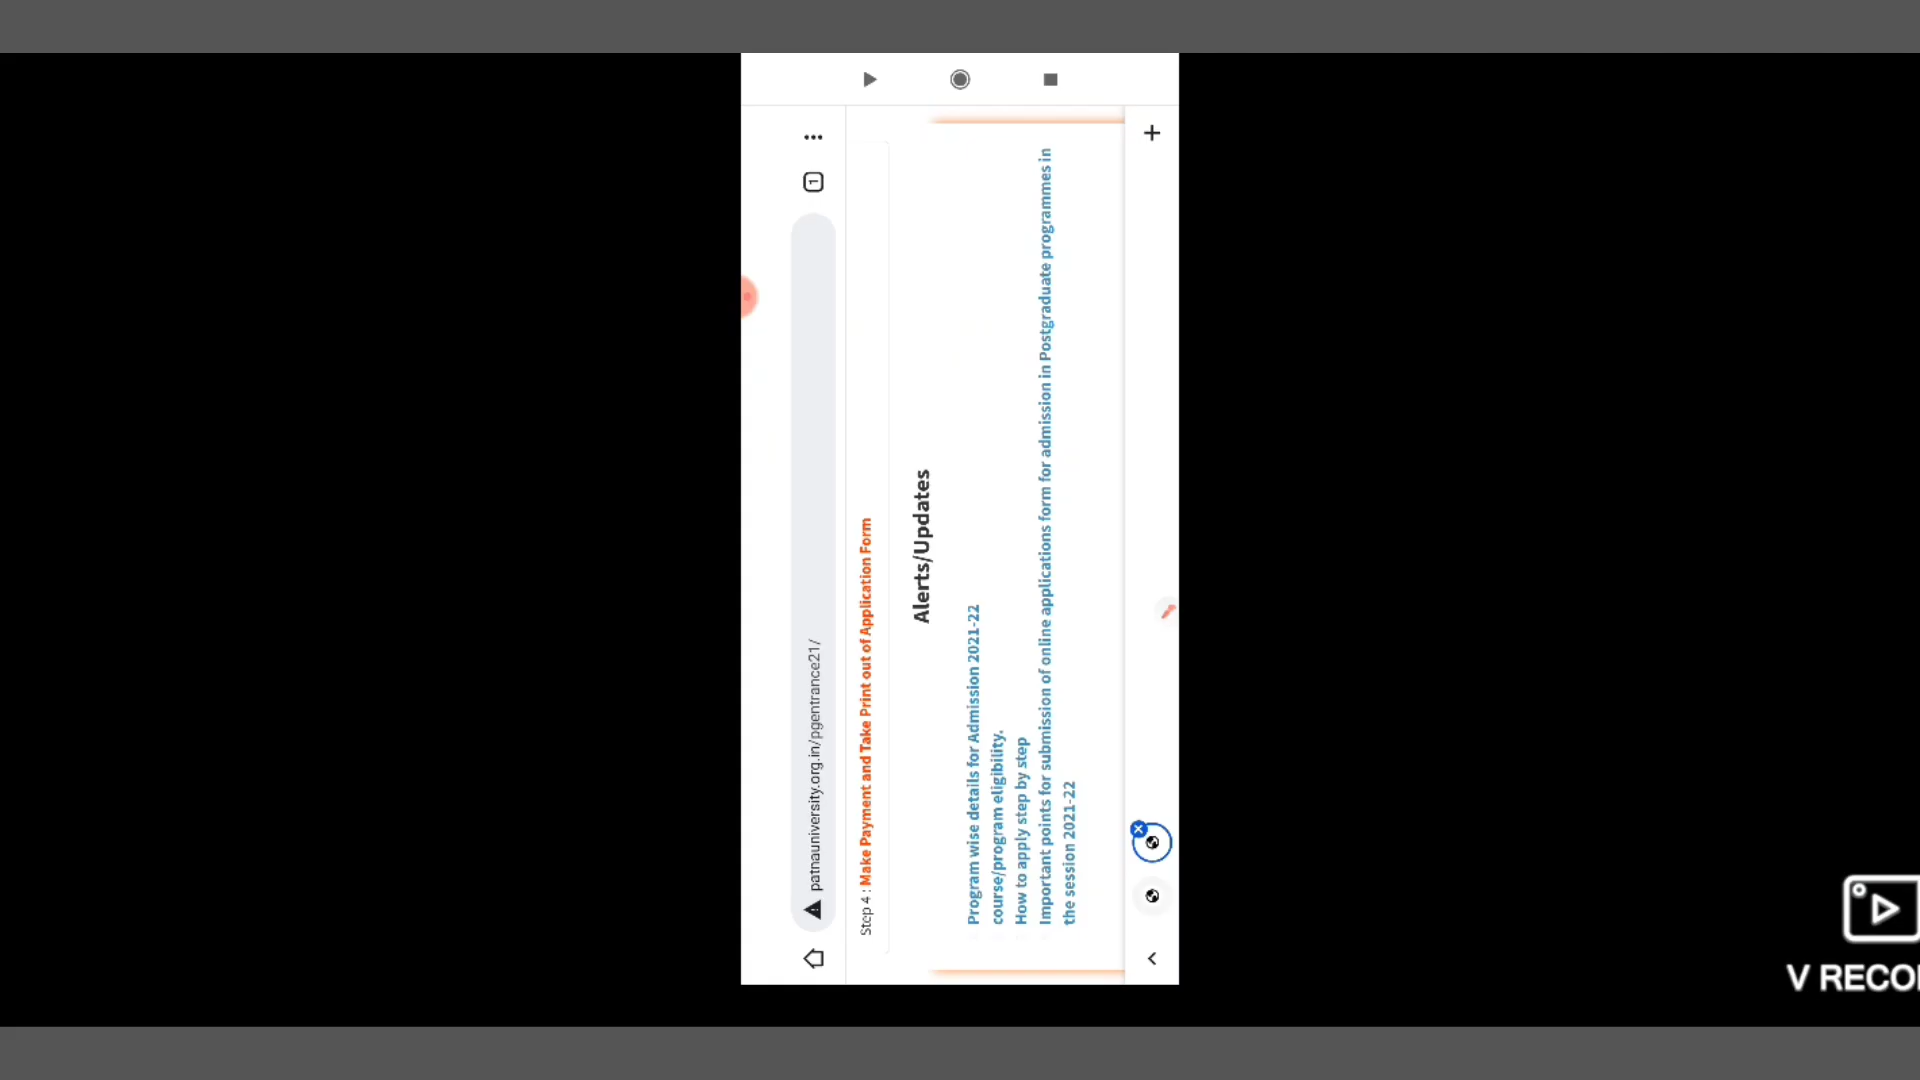 patnauniversity.org.in/pgentrance21/
1
Step 4 : Make Payment and Take Print out of Application Form
Alerts/Updates
Program wise details for Admission 2021-22
course/program eligibility.
How to apply step by step
Important points for submission of online applications form for admission in Postgraduate programmes in
the session 2021-22
V RECO